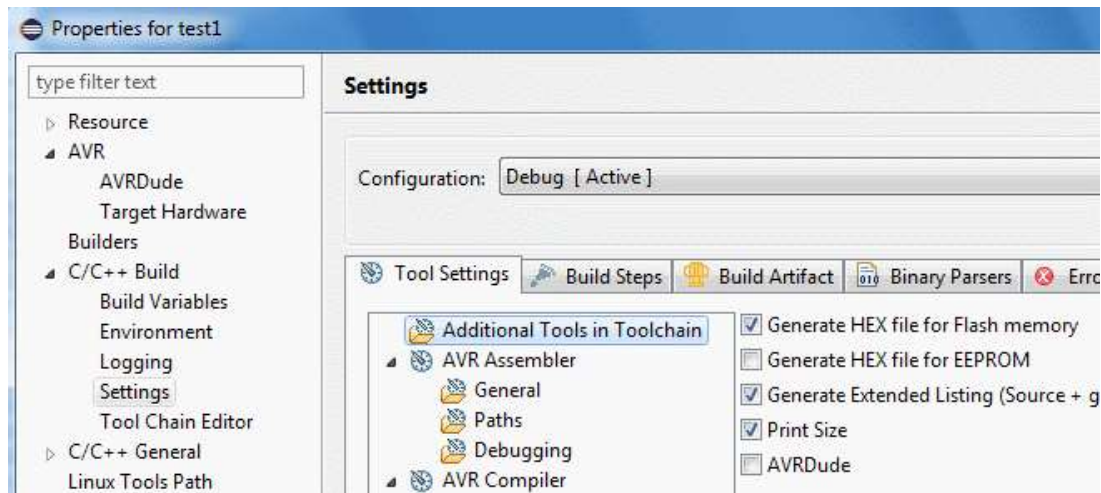 Properties for test1
type filter text
Resource
AVR
AVRDude
Target Hardware
Builders
C/C++ Build
Build Variables
Environment
Logging
Settings
Tool Chain Editor
C/C++ General
Linux Tools Path
Settings
Configuration: Debug [ Active ]
Tool Settings Build Steps Build Artifact Binary Parsers Erro
Additional Tools in Toolchain
AVR Assembler
General
Paths
Debugging
AVR Compiler
Generate HEX file for Flash memory
Generate HEX file for EEPROM
Generate Extended Listing (Source + g
Print Size
AVRDude